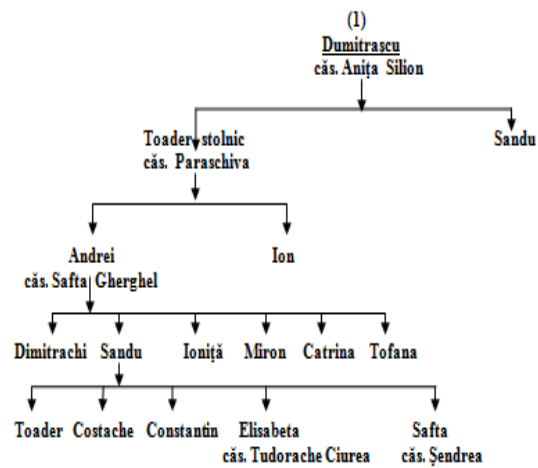 (1)
Dumitrașcu
căs. Anița Silion
Toader stolnic
căs. Paraschiva
Sandu
Andrei
căs. Safta Gherghel
Ion
Dimitrachi Sandu Ioniță Miron Catrina Tofana
Toader Costache Constantin Elisabeta Safta
căs. Tudorache Ciurea căs. Șendrea